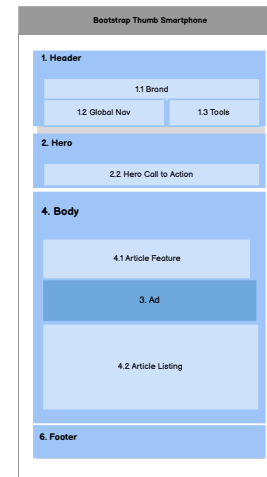 Bootstrap Thumb Smartphone
1. Header
1.1 Brand
1.2 Global Nav
1.3 Tools
2. Hero
2.2 Hero Call to Action
4. Body
4.1 Article Feature
3. Ad
4.2 Article Listing
6. Footer